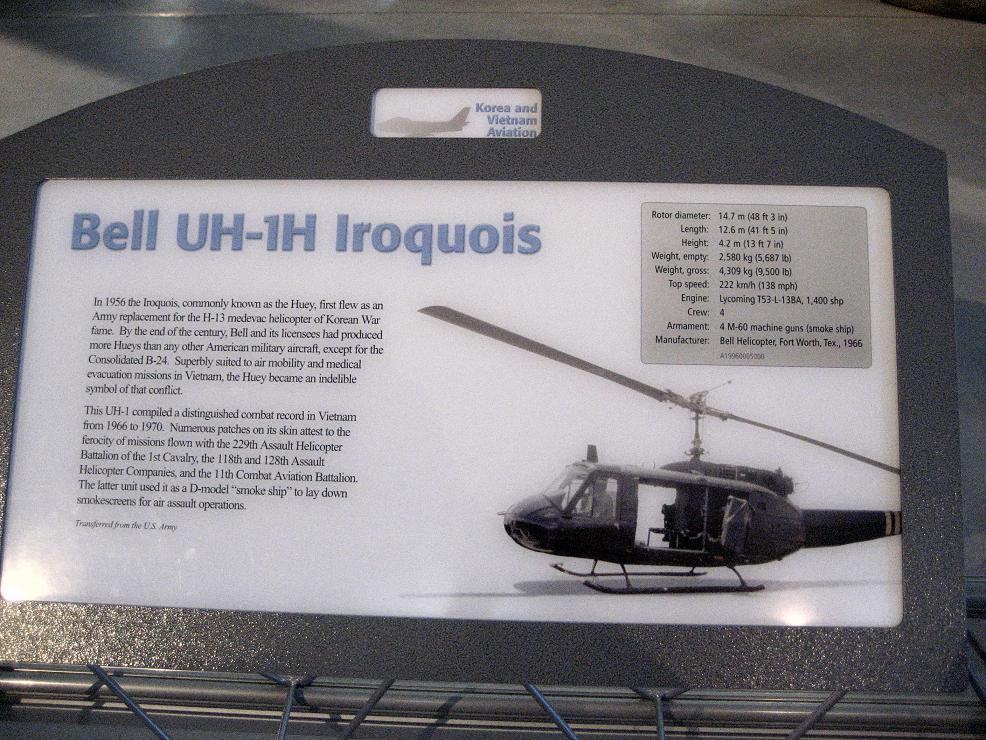 Korea and
Vietnam
Aviation
Bell UH-1H Iroquois
In 1956 the Iroquois, commonly known as the Huey, first flew as an
Army replacement for the H-13 medevac helicopter of Korean War
fame. By the end of the century, Bell and its licensees had produced
more Hueys than any other American military aircraft, except for the
Consolidated B-24. Superbly suited to air mobility and medical
evacuation missions in Vietnam, the Huey became an indelible
symbol of that conflict.
This UH-1 compiled a distinguished combat record in Vietnam
from 1966 to 1970. Numerous patches on its skin attest to the
ferocity of missions flown with the 229th Assault Helicopter
Battalion of the 1st Cavalry, the 118th and 128th Assault
Helicopter Companies, and the 11th Combat Aviation Battalion.
The latter unit used it as a D-model “smoke ship” to lay down
smokescreens for air assault operations.
Transferred from the U.S. Army
Rotor diameter: 14.7 m (48 ft 3 in)
Length: 12.6 m (41 ft 5 in)
Height: 4.2 m (13 ft 7 in)
Weight, empty: 2,580 kg (5,687 lb)
Weight, gross: 4,309 kg (9,500 lb)
Top speed: 222 km/h (138 mph)
Engine: Lycoming T53-L-13BA, 1,400 shp
Crew: 4
Armament: 4 M-60 machine guns (smoke ship)
Manufacturer: Bell Helicopter, Fort Worth, Tex., 1966
A19960005000